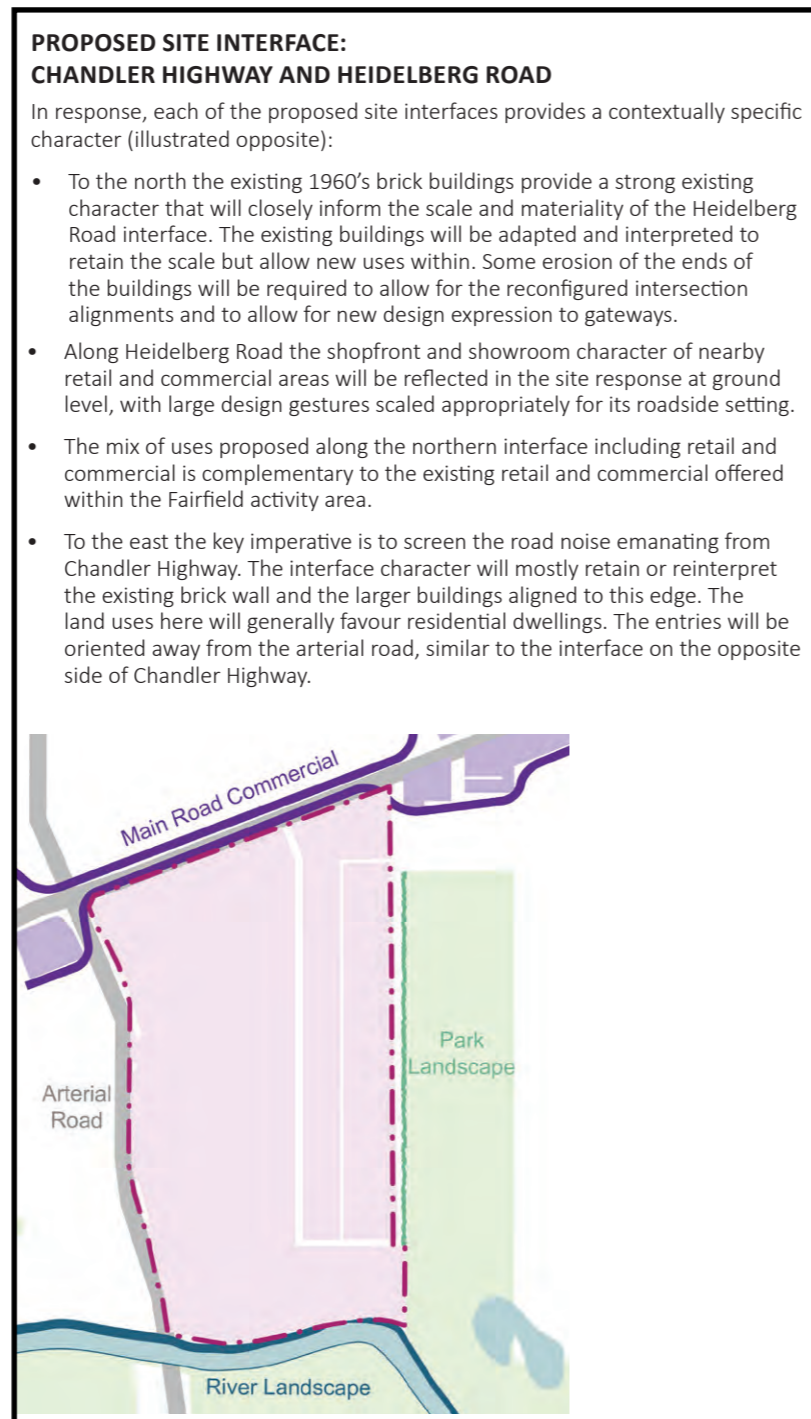 PROPOSED SITE INTERFACE:
CHANDLER HIGHWAY AND HEIDELBERG ROAD
In response, each of the proposed site interfaces provides a contextually specific
character (illustrated opposite):
• To the north the existing 1960's brick buildings provide a strong existing
character that will closely inform the scale and materiality of the Heidelberg
Road interface. The existing buildings will be adapted and interpreted to
retain the scale but allow new uses within. Some erosion of the ends of
the buildings will be required to allow for the reconfigured intersection
alignments and to allow for new design expression to gateways.
• Along Heidelberg Road the shopfront and showroom character of nearby
retail and commercial areas will be reflected in the site response at ground
level, with large design gestures scaled appropriately for its roadside setting.
• The mix of uses proposed along the northern interface including retail and
commercial is complementary to the existing retail and commercial offered
within the Fairfield activity area.
• To the east the key imperative is to screen the road noise emanating from
Chandler Highway. The interface character will mostly retain or reinterpret
the existing brick wall and the larger buildings aligned to this edge. The
land uses here will generally favour residential dwellings. The entries will be
oriented away from the arterial road, similar to the interface on the opposite
side of Chandler Highway.
Main Road Commercial
Park
Landscape
Arterial
Road
River Landscape